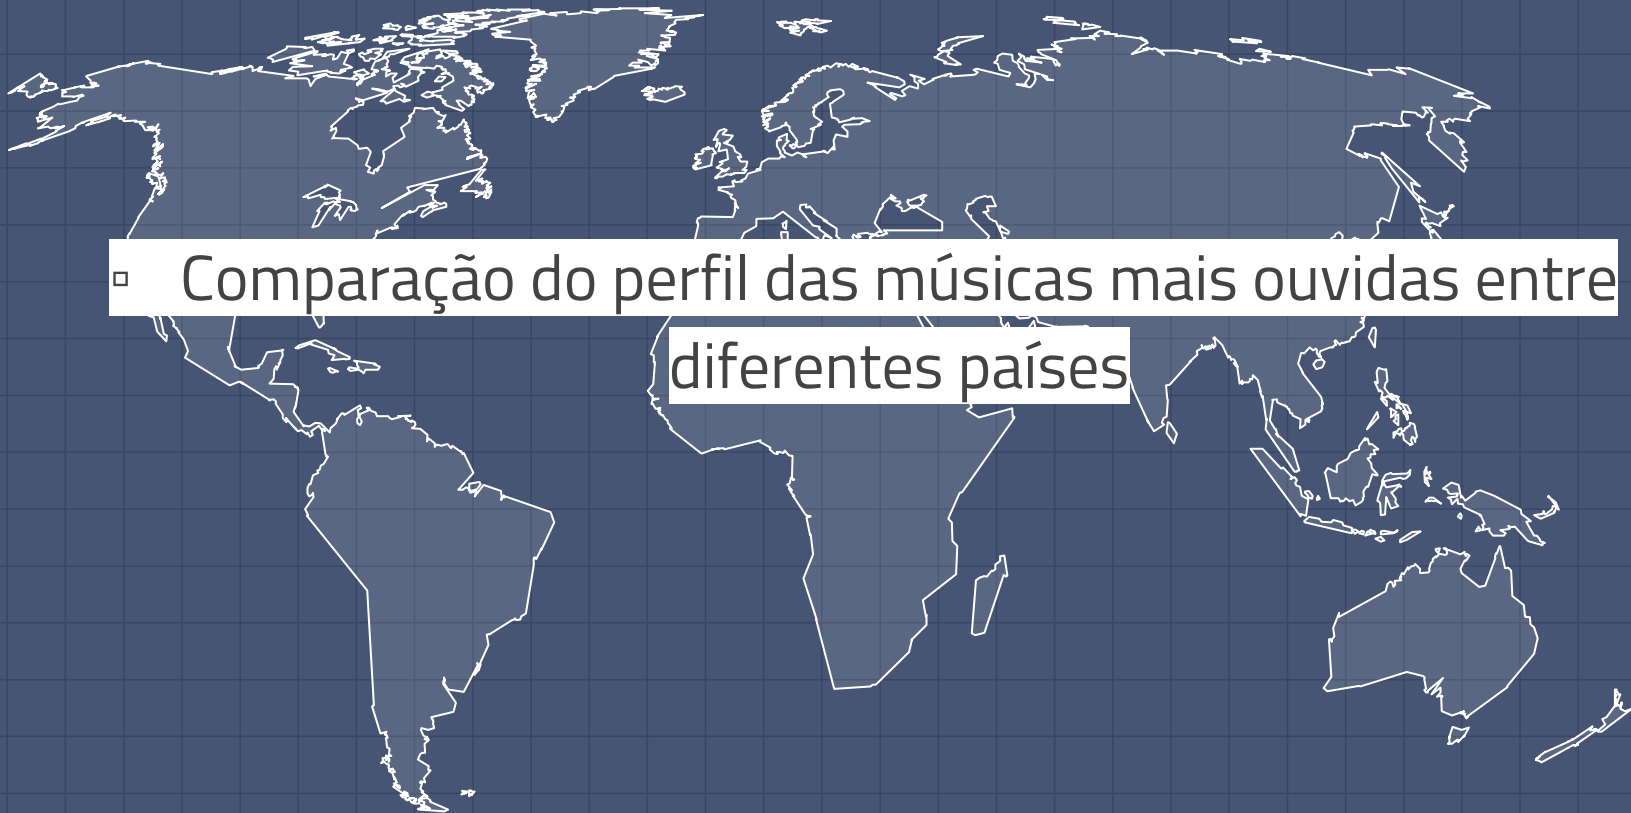 ▫ Comparação do perfil das músicas mais ouvidas entre
diferentes países